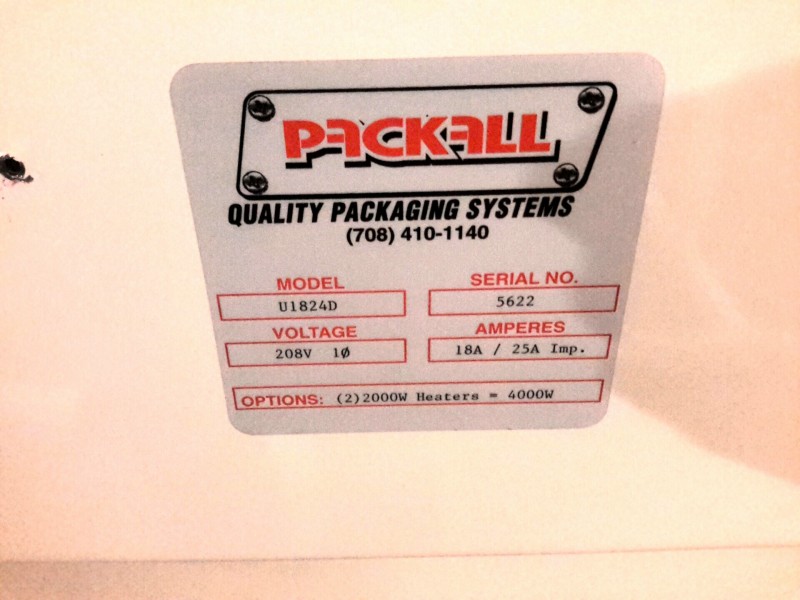 PACKALL
QUALITY PACKAGING SYSTEMS
(708) 410-1140
MODEL
U1824D
SERIAL NO.
5622
VOLTAGE
208V 1Ø
AMPERES
18A / 25A Imp.
OPTIONS: (2)2000W Heaters = 4000W